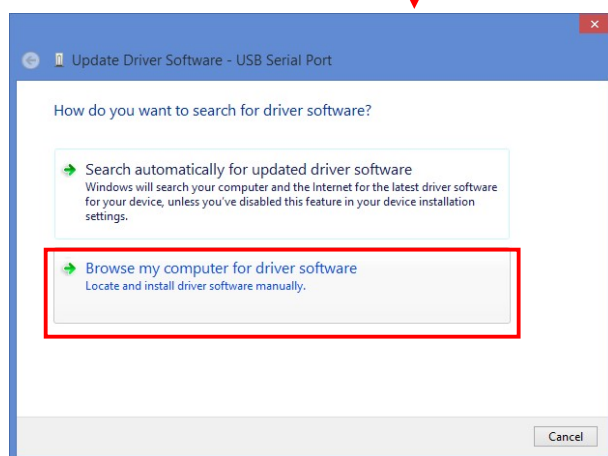 Update Driver Software - USB Serial Port
How do you want to search for driver software?
Search automatically for updated driver software
Windows will search your computer and the Internet for the latest driver software
for your device, unless you've disabled this feature in your device installation
settings.
Browse my computer for driver software
Locate and install driver software manually.
Cancel